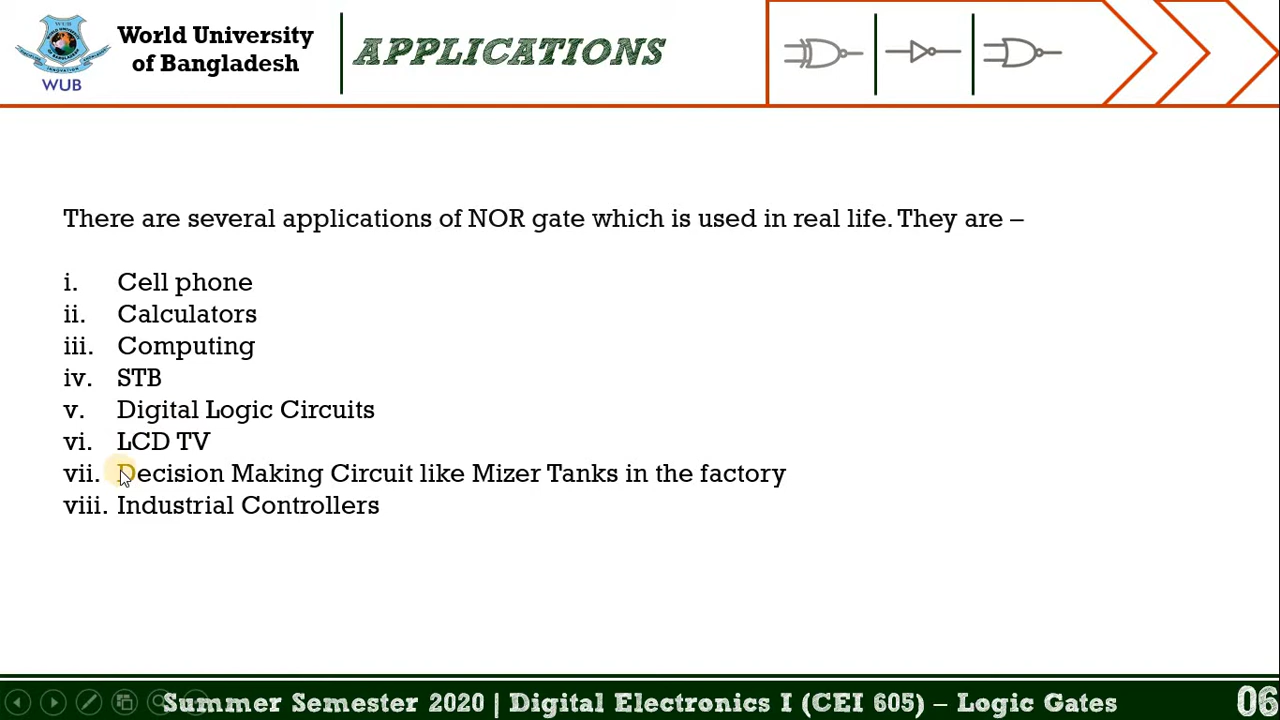 World University
of Bangladesh
WUB
APPLICATIONS
There are several applications of NOR gate which is used in real life. They are –
i. Cell phone
ii. Calculators
iii. Computing
iv. STB
v. Digital Logic Circuits
vi. LCD TV
vii. Decision Making Circuit like Mizer Tanks in the factory
viii. Industrial Controllers
Summer Semester 2020 | Digital Electronics I (CEI 605) – Logic Gates
06